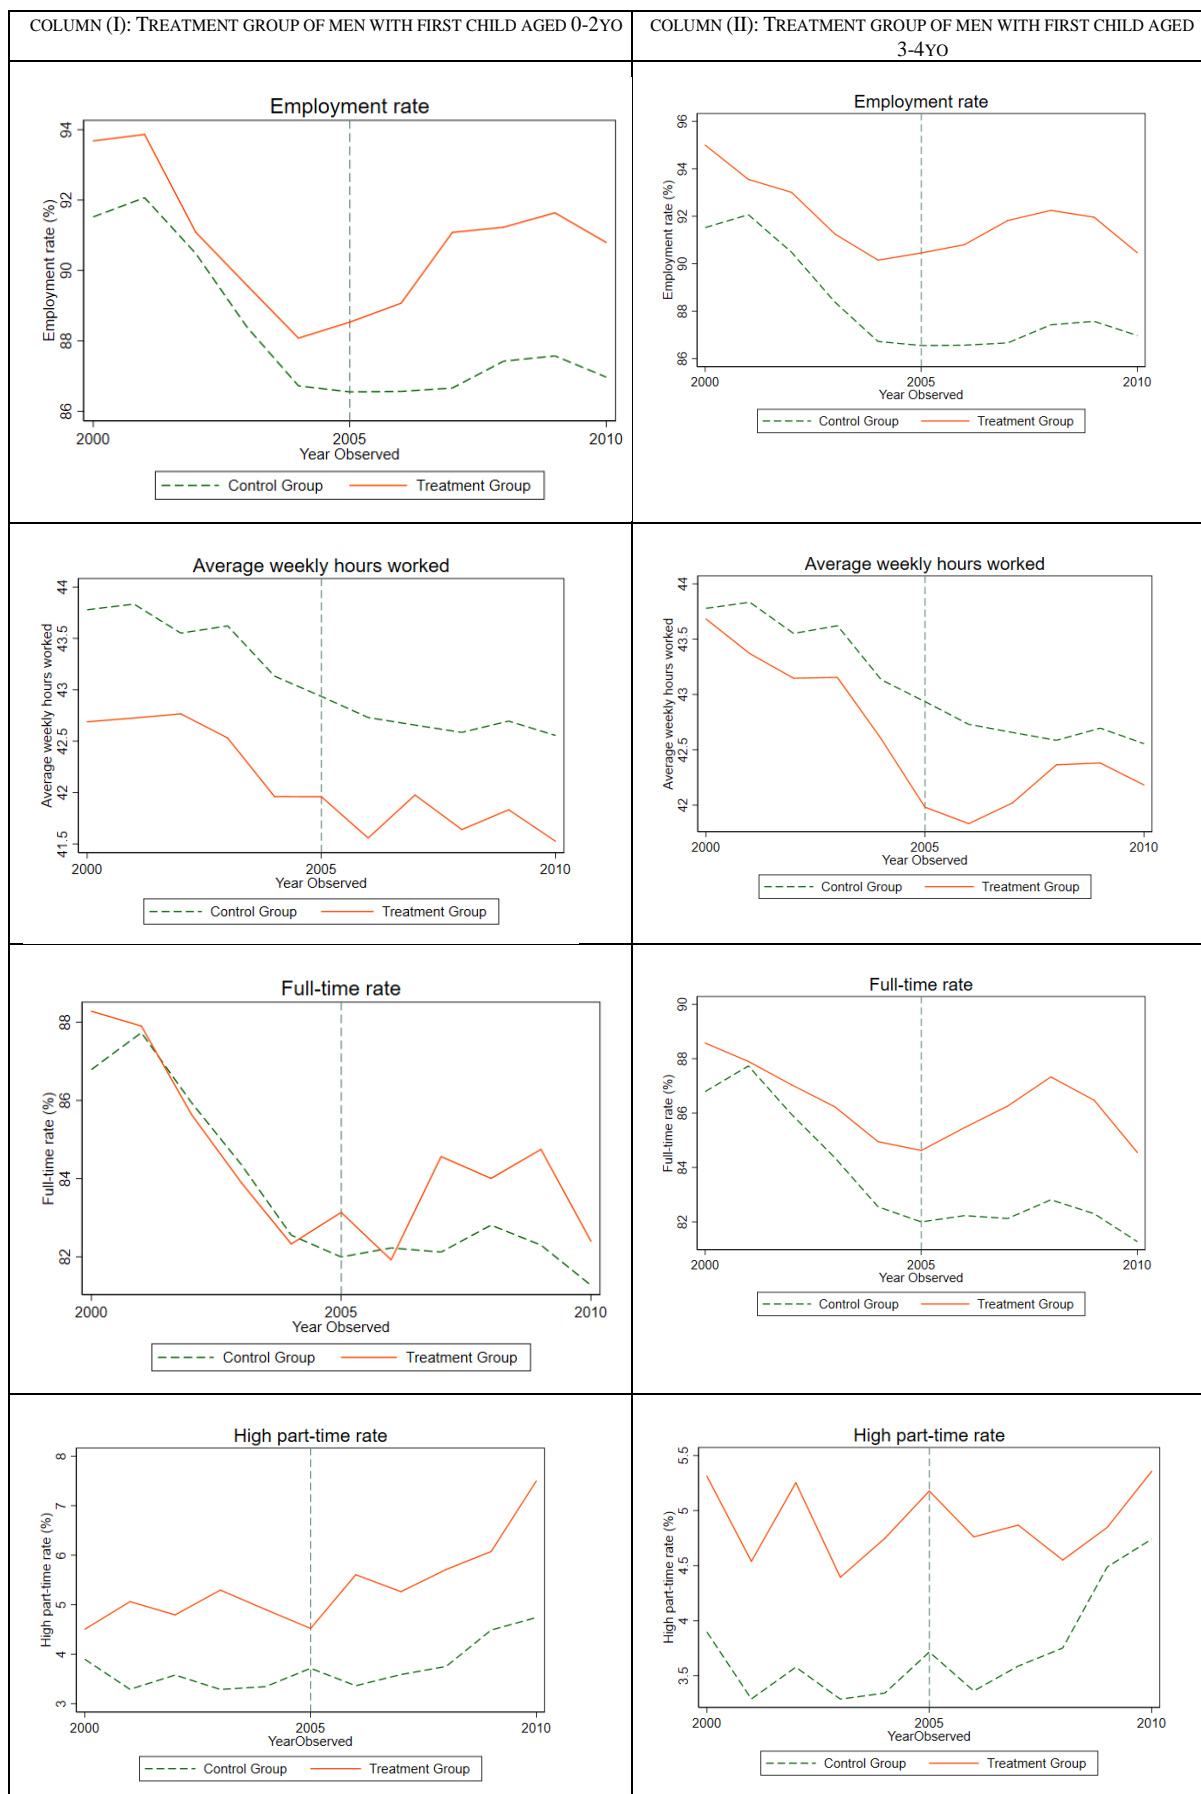 COLUMN (I): TREATMENT GROUP OF MEN WITH FIRST CHILD AGED 0-2YO
COLUMN (II): TREATMENT GROUP OF MEN WITH FIRST CHILD AGED
3-4YO
Employment rate
Employment rate (%)
94
92
90
88
86
2000
2005
2010
Year Observed
Control Group
Treatment Group
Employment rate
Employment rate (%)
96
94
92
90
88
86
2000
2005
2010
Year Observed
Control Group
Treatment Group
Average weekly hours worked
Average weekly hours worked
44
43.5
43
42.5
42
41.5
2000
2005
2010
Year Observed
Control Group
Treatment Group
Average weekly hours worked
Average weekly hours worked
44
43.5
43
42.5
42
2000
2005
2010
Year Observed
Control Group
Treatment Group
Full-time rate
Full-time rate (%)
88
86
84
82
2000
2005
2010
Year Observed
Control Group
Treatment Group
Full-time rate
Full-time rate (%)
90
88
86
84
82
2000
2005
2010
Year Observed
Control Group
Treatment Group
High part-time rate
High part-time rate (%)
8
7
6
5
4
3
2000
2005
2010
YearObserved
Control Group
Treatment Group
High part-time rate
High part-time rate (%)
5.5
5
4.5
4
3.5
2000
2005
2010
YearObserved
Control Group
Treatment Group